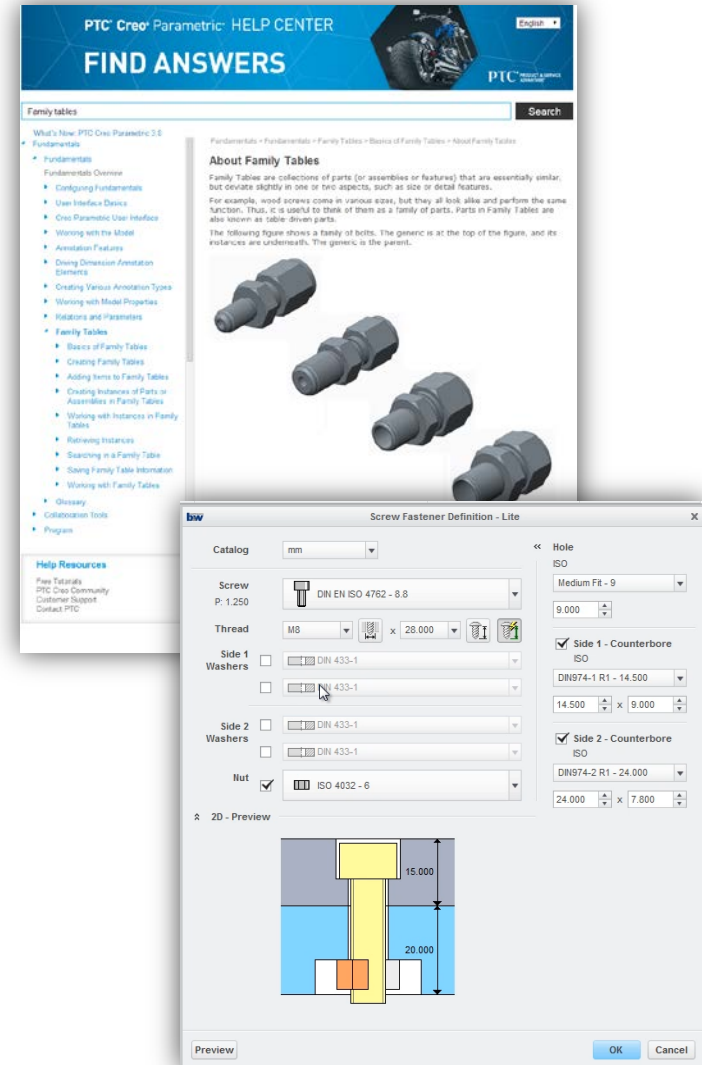 PTC® Creo® Parametric™ HELP CENTER
English
FIND ANSWERS
PTC® PRODUCT & SERVICE ADVANTAGE®
Family tables
Search
What's New: PTC Creo Parametric 3.0
Fundamentals
Fundamentals
Fundamentals Overview
Configuring Fundamentals
User Interface Basics
Creo Parametric User Interface
Working with the Model
Annotation Features
Driving Dimension Annotation
Elements
Creating Various Annotation Types
Working with Model Properties
Relations and Parameters
Family Tables
Basics of Family Tables
Creating Family Tables
Adding Items to Family Tables
Creating Instances of Parts or
Assemblies in Family Tables
Working with Instances in Family
Tables
Retrieving Instances
Searching in a Family Table
Saving Family Table Information
Working with Family Tables
Glossary
Collaboration Tools
Program
Help Resources
Free Tutorials
PTC Creo Community
Customer Support
Contact PTC
Fundamentals > Fundamentals > Family Tables > Basics of Family Tables > About Family Tables
About Family Tables
Family Tables are collections of parts (or assemblies or features) that are essentially similar,
but deviate slightly in one or two aspects, such as size or detail features.
For example, wood screws come in various sizes, but they all look alike and perform the same
function. Thus, it is useful to think of them as a family of parts. Parts in Family Tables are
also known as table driven parts.
The following figure shows a family of bolts. The generic is at the top of the figure, and its
instances are underneath. The generic is the parent.
bw
Screw Fastener Definition - Lite
x
Catalog
mm
Screw
P: 1.250
DIN EN ISO 4762 - 8.8
Thread
M8
x
28.000
Side 1
Washers
DIN 433-1
DIN 433-1
Side 2
Washers
DIN 433-1
DIN 433-1
Nut
ISO 4032 - 6
2D - Preview
15.000
20.000
Hole
ISO
Medium Fit - 9
9.000
Side 1 - Counterbore
ISO
DIN974-1 R1 - 14.500
14.500 x 9.000
Side 2 - Counterbore
ISO
DIN974-2 R1 - 24.000
24.000 x 7.800
Preview
OK
Cancel